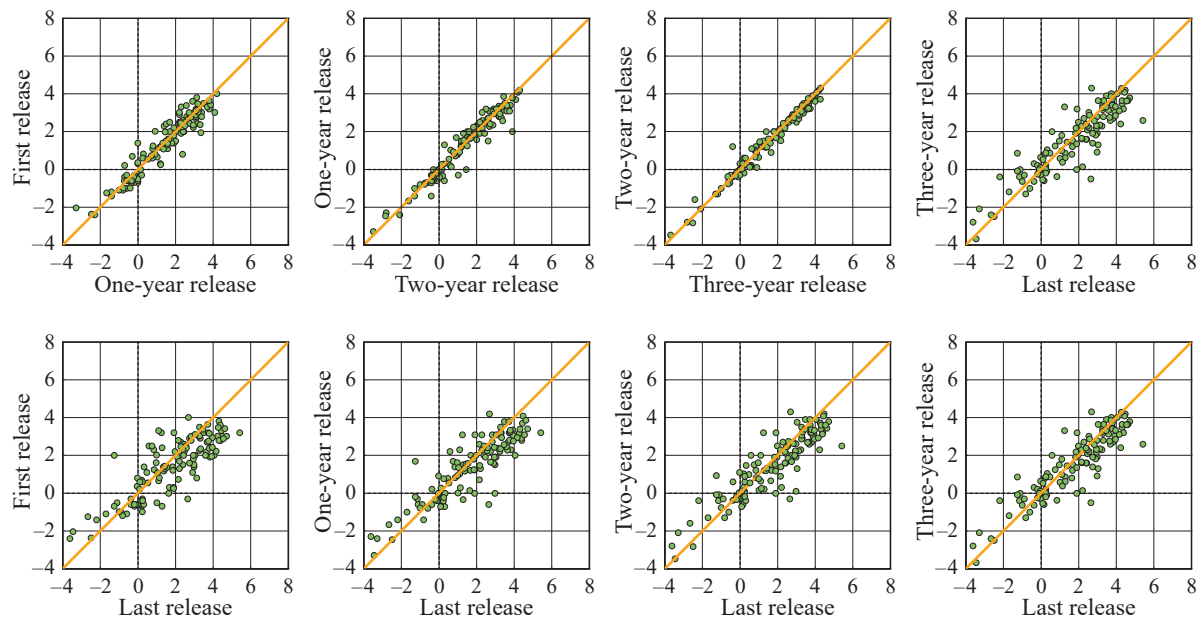 8
6
4
2
0
–2
–4
First release
–4 –2 0 2 4 6 8
One-year release
8
6
4
2
0
–2
–4
One-year release
–4 –2 0 2 4 6 8
Two-year release
8
6
4
2
0
–2
–4
Two-year release
–4 –2 0 2 4 6 8
Three-year release
8
6
4
2
0
–2
–4
Three-year release
–4 –2 0 2 4 6 8
Last release
8
6
4
2
0
–2
–4
First release
–4 –2 0 2 4 6 8
Last release
8
6
4
2
0
–2
–4
One-year release
–4 –2 0 2 4 6 8
Last release
8
6
4
2
0
–2
–4
Two-year release
–4 –2 0 2 4 6 8
Last release
8
6
4
2
0
–2
–4
Three-year release
–4 –2 0 2 4 6 8
Last release